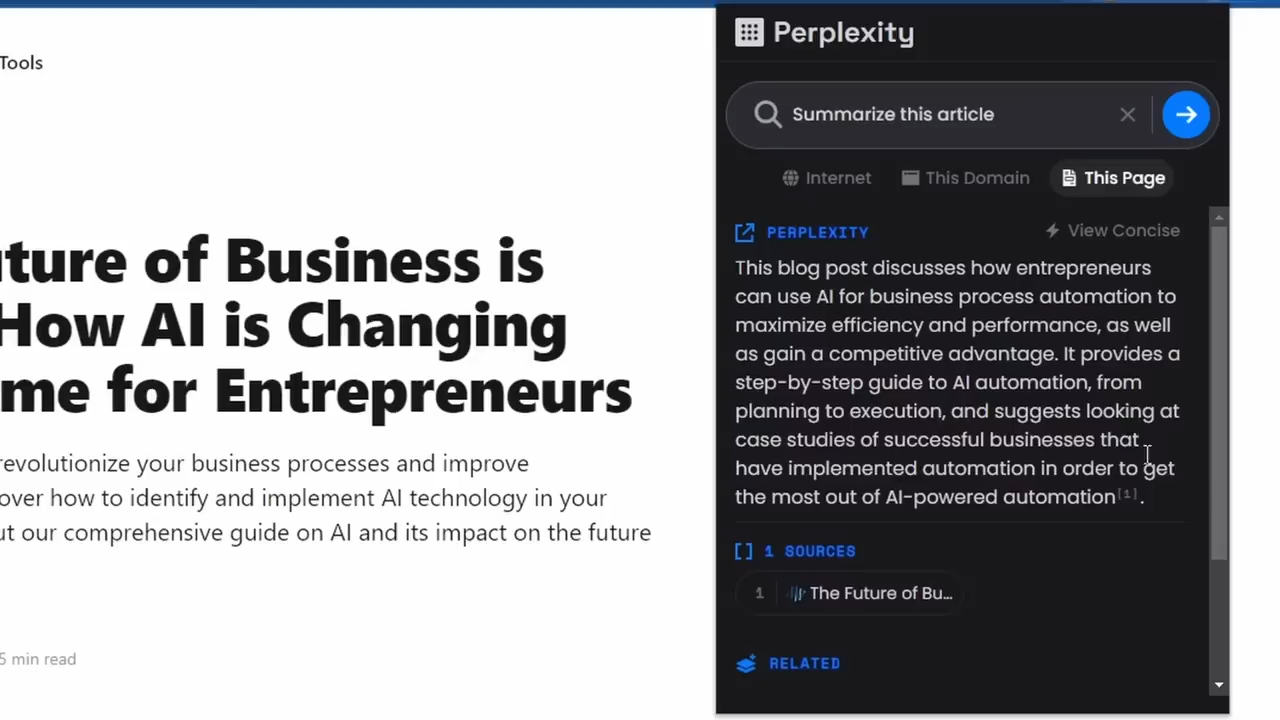 Tools
ture of Business is
How AI is Changing
me for Entrepreneurs
revolutionize your business processes and improve
over how to identify and implement AI technology in your
ut our comprehensive guide on AI and its impact on the future
5 min read
Perplexity
Summarize this article
Internet
This Domain
This Page
PERPLEXITY
View Concise
This blog post discusses how entrepreneurs
can use AI for business process automation to
maximize efficiency and performance, as well
as gain a competitive advantage. It provides a
step-by-step guide to AI automation, from
planning to execution, and suggests looking at
case studies of successful businesses that
have implemented automation in order to get
the most out of AI-powered automation[1].
1 SOURCES
1 The Future of Bu...
RELATED